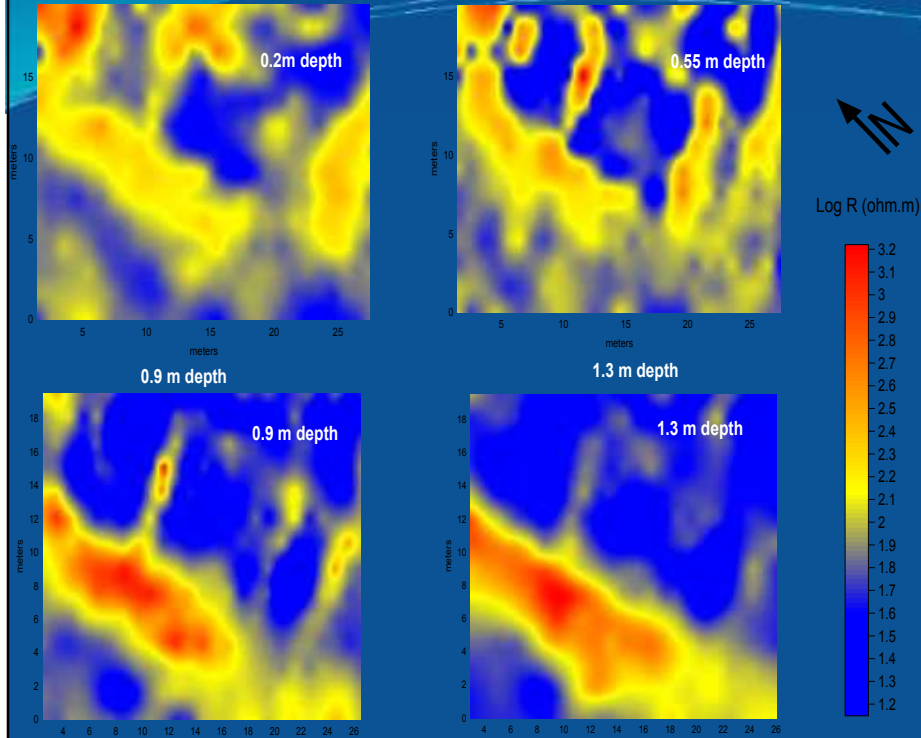 0.2m depth
15
10
5
0
meters
5 10 15 20 25
meters
0.55 m depth
15
10
5
0
meters
5 10 15 20 25
meters
N
Log R (ohm.m)
3.2
3.1
3
2.9
2.8
2.7
2.6
2.5
2.4
2.3
2.2
2.1
2
1.9
1.8
1.7
1.6
1.5
1.4
1.3
1.2
0.9 m depth
0.9 m depth
18
16
14
12
10
8
6
4
2
0
meters
4 6 8 10 12 14 16 18 20 22 24 26
1.3 m depth
1.3 m depth
18
16
14
12
10
8
6
4
2
0
meters
4 6 8 10 12 14 16 18 20 22 24 26